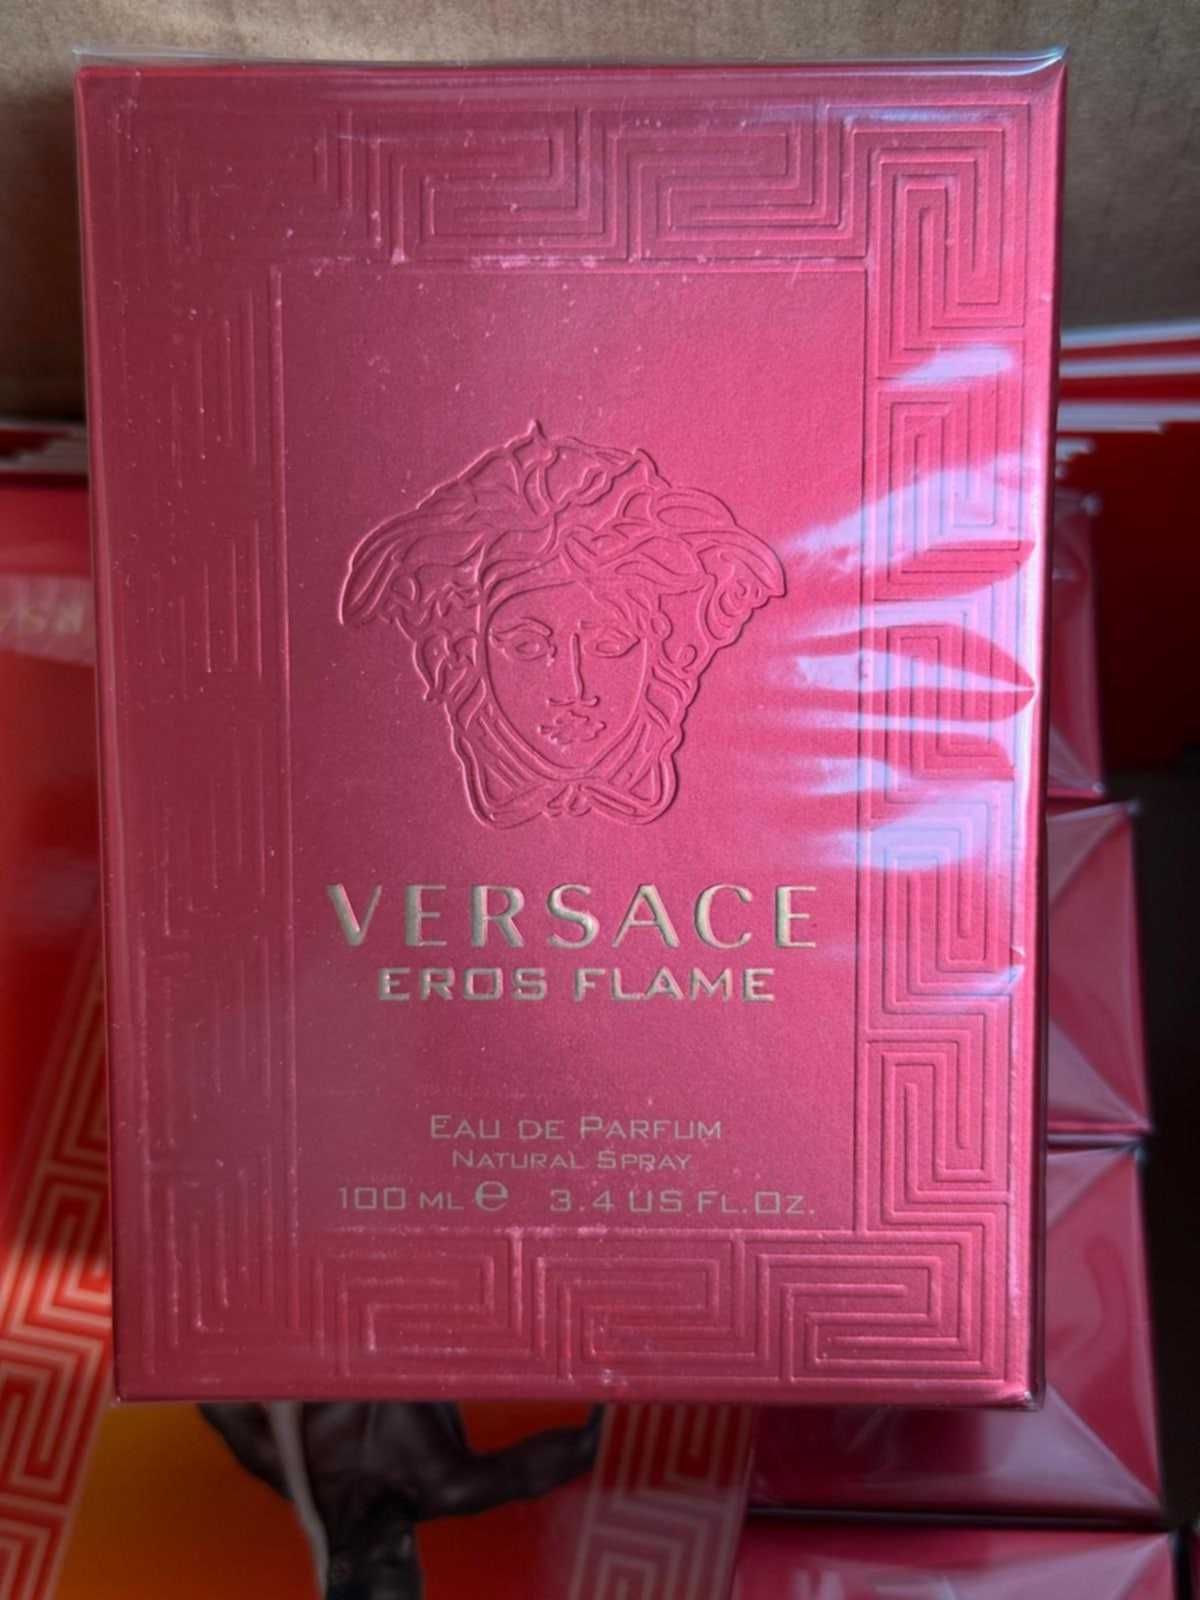 VERSACE
EROS FLAME
EAU DE PARFUM
NATURAL SPRAY
100 ML ℮ 3.4 US FL.OZ.